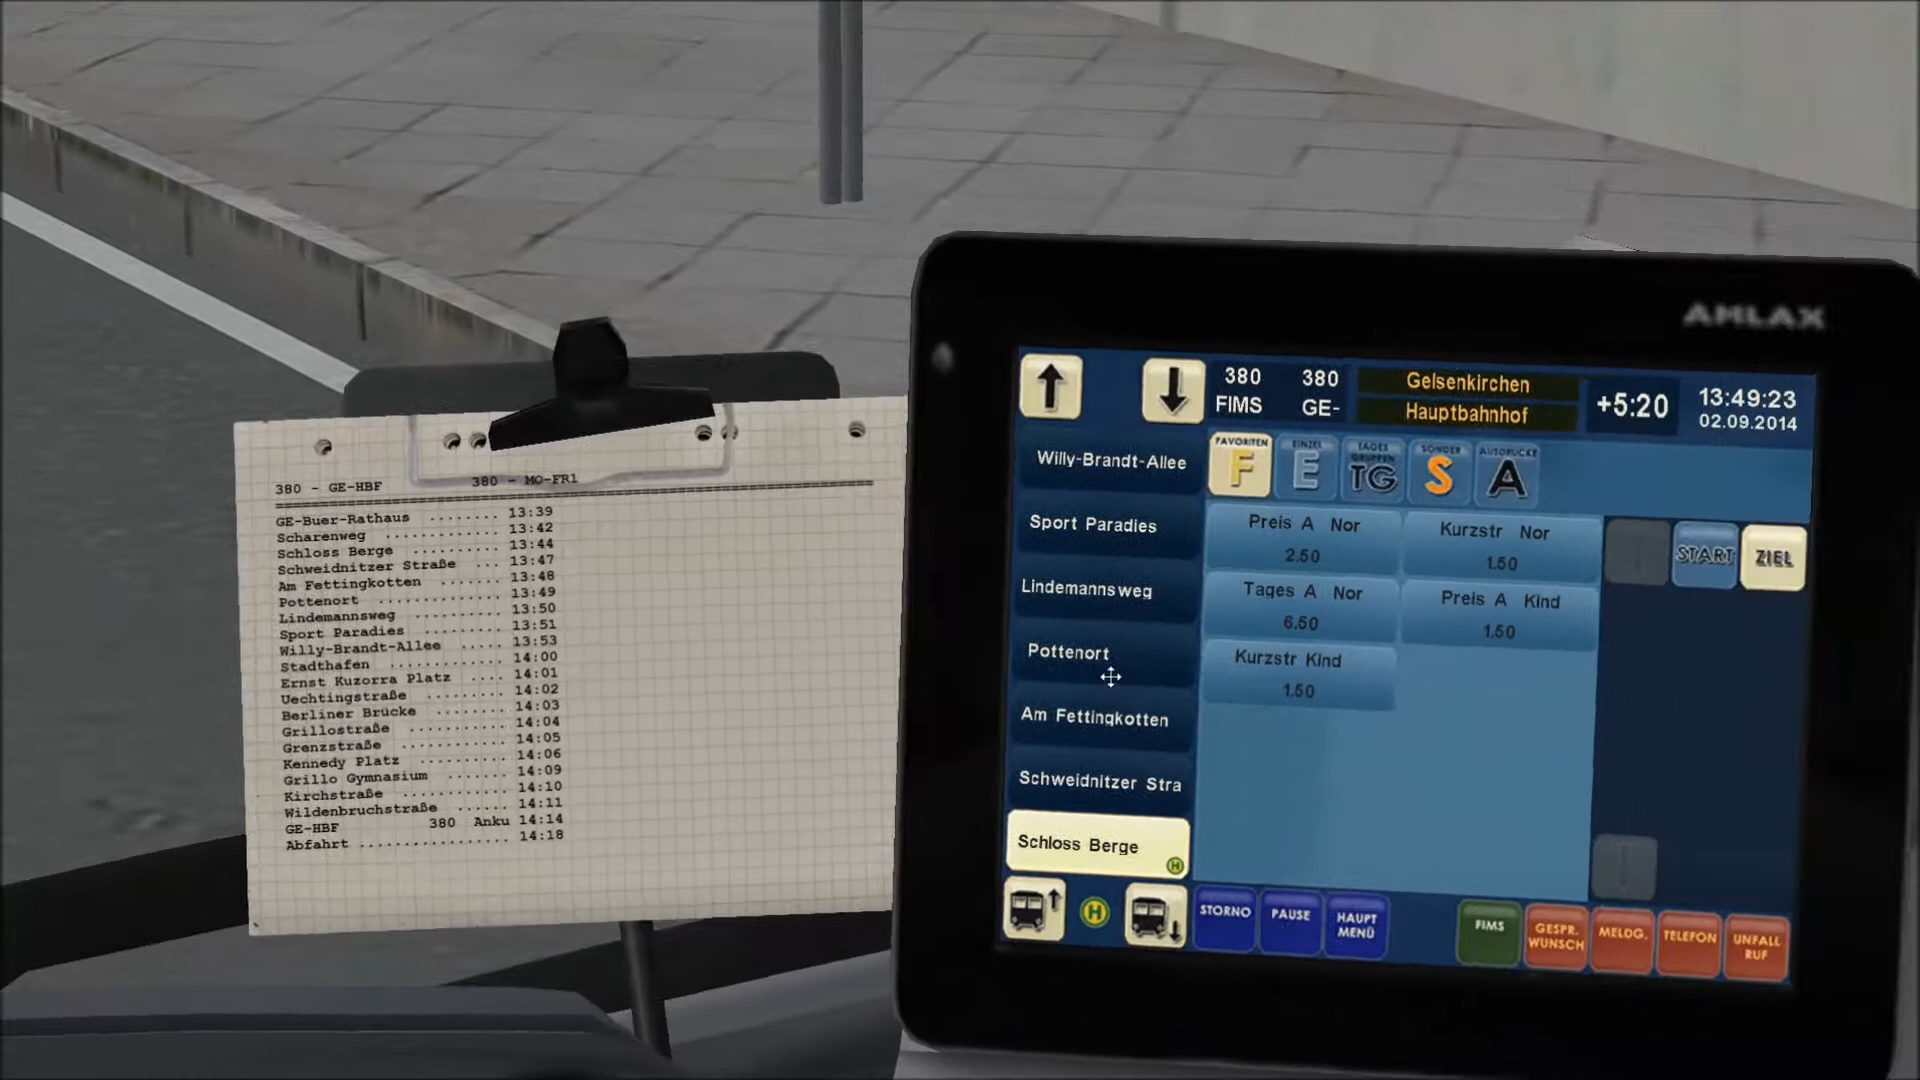 380 - GE-HBF 380 - MO-FR1
GE-Buer-Rathaus ........ 13:39
Scharenweg ............. 13:42
Schloss Berge .......... 13:44
Schweidnitzer Straße ... 13:47
Am Fettingkotten ....... 13:48
Pottenort .............. 13:49
Lindemannsweg .......... 13:50
Sport Paradies ......... 13:51
Willy-Brandt-Allee ..... 13:53
Stadthafen ............. 14:00
Ernst Kuzorra Platz .... 14:01
Uechtingstraße ......... 14:02
Berliner Brücke ........ 14:03
Grillostraße ........... 14:04
Grenzstraße ............ 14:05
Kennedy Platz .......... 14:06
Grillo Gymnasium ....... 14:09
Kirchstraße ............ 14:10
Wildenbruchstraße ...... 14:11
GE-HBF 380 Anku 14:14
Abfahrt ................ 14:18
AMLAX
380 380 Gelsenkirchen +5:20 13:49:23
FIMS GE- Hauptbahnhof 02.09.2014
Willy-Brandt-Allee
Sport Paradies
Lindemannsweg
Pottenort
Am Fettingkotten
Schweidnitzer Stra
Schloss Berge
H
FAVORITEN
F
EINZEL
E
TAGES
GRUPPEN
TG
SONDER
S
AUSDRUCKE
A
Preis A Nor
2.50
Kurzstr Nor
1.50
Tages A Nor
6.50
Preis A Kind
1.50
Kurzstr Kind
1.50
START
ZIEL
H
STORNO
PAUSE
HAUPT
MENÜ
FIMS
GESPR.
WUNSCH
MELDG.
TELEFON
UNFALL
RUF